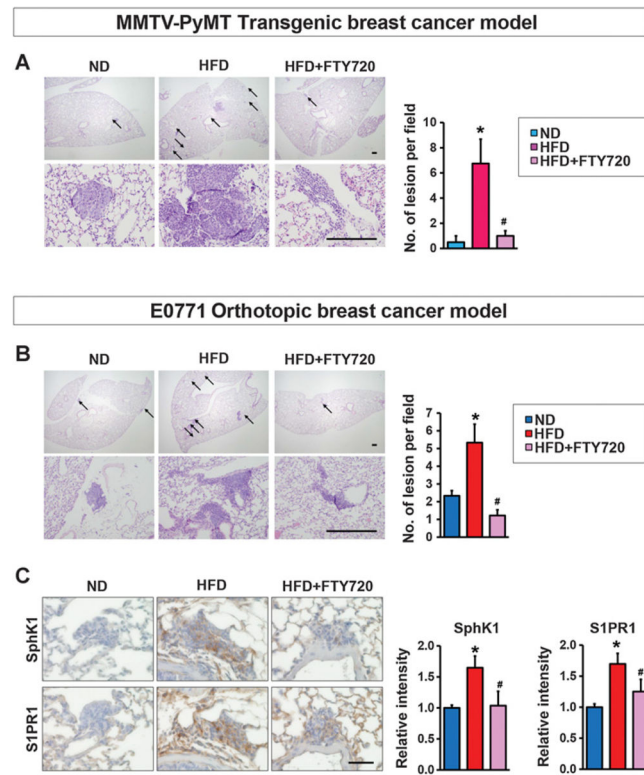 MMTV-PyMT Transgenic breast cancer model
A
ND HFD HFD+FTY720
No. of lesion per field
10
8
6
4
2
0
*
#
ND
HFD
HFD+FTY720
E0771 Orthotopic breast cancer model
B
ND HFD HFD+FTY720
No. of lesion per field
7
6
5
4
3
2
1
0
*
#
ND
HFD
HFD+FTY720
C
ND HFD HFD+FTY720
SphK1
S1PR1
SphK1
Relative intensity
2.0
1.5
1.0
0.5
0
*
#
S1PR1
Relative intensity
2.0
1.5
1.0
0.5
0
*
#